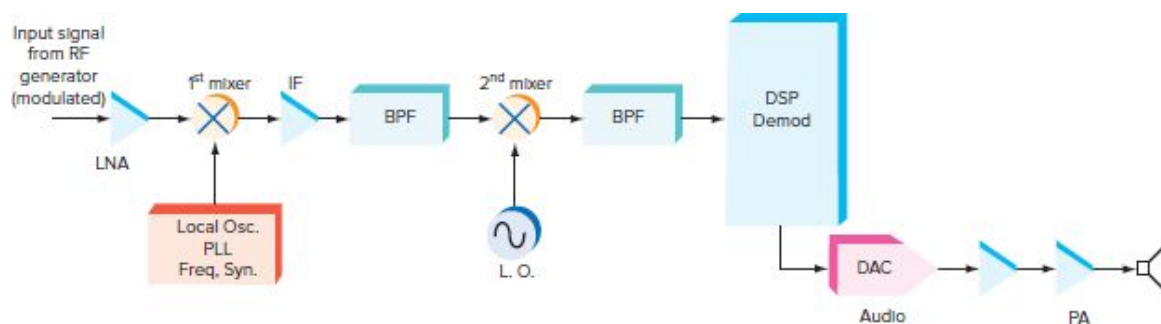 Input signal
from RF
generator
(modulated)
LNA
1st mixer
IF
BPF
2nd mixer
BPF
DSP
Demod
Local Osc.
PLL
Freq, Syn.
L. O.
DAC
Audio
PA